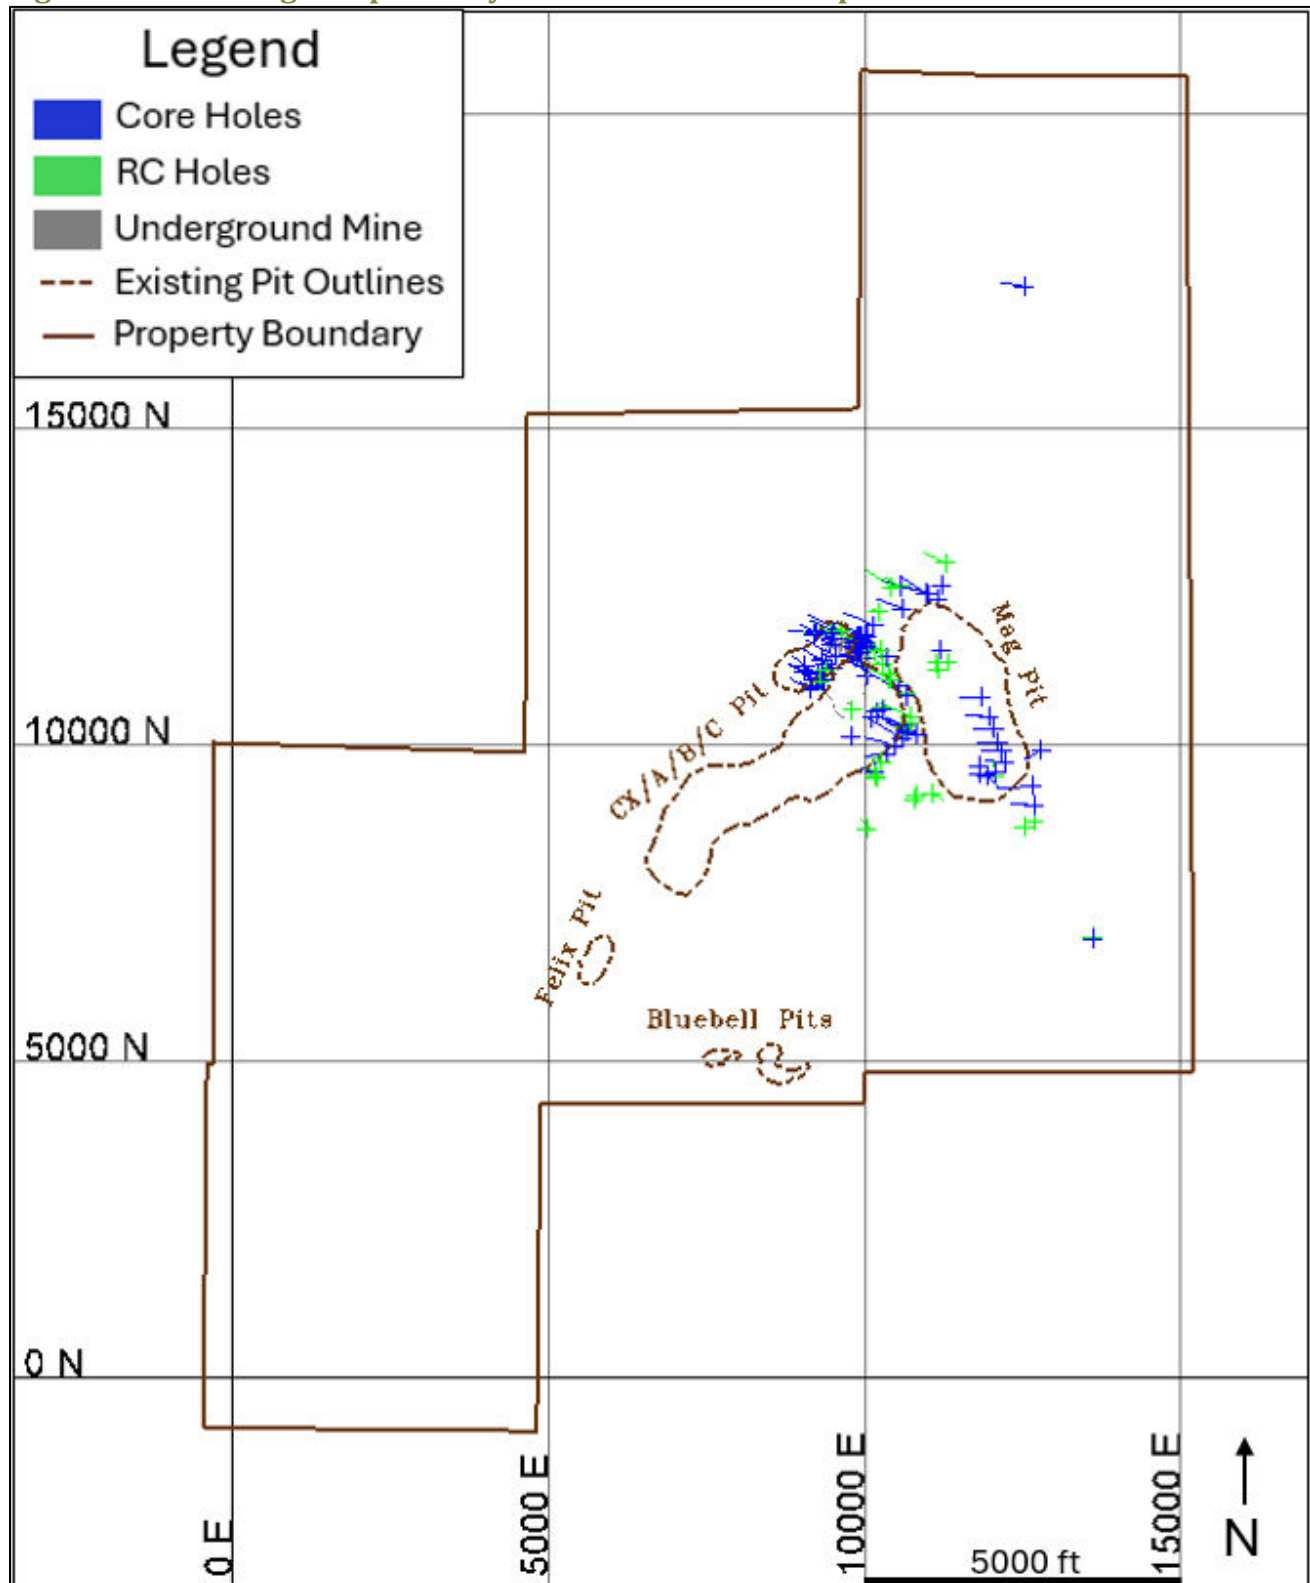 Legend
Core Holes
RC Holes
Underground Mine
Existing Pit Outlines
Property Boundary
15000 N
Mag Pit
CX/A/B/C Pit
10000 N
Felix Pit
Bluebell Pits
5000 N
0 N
0 E
5000 E
10000 E
15000 E
N
5000 ft